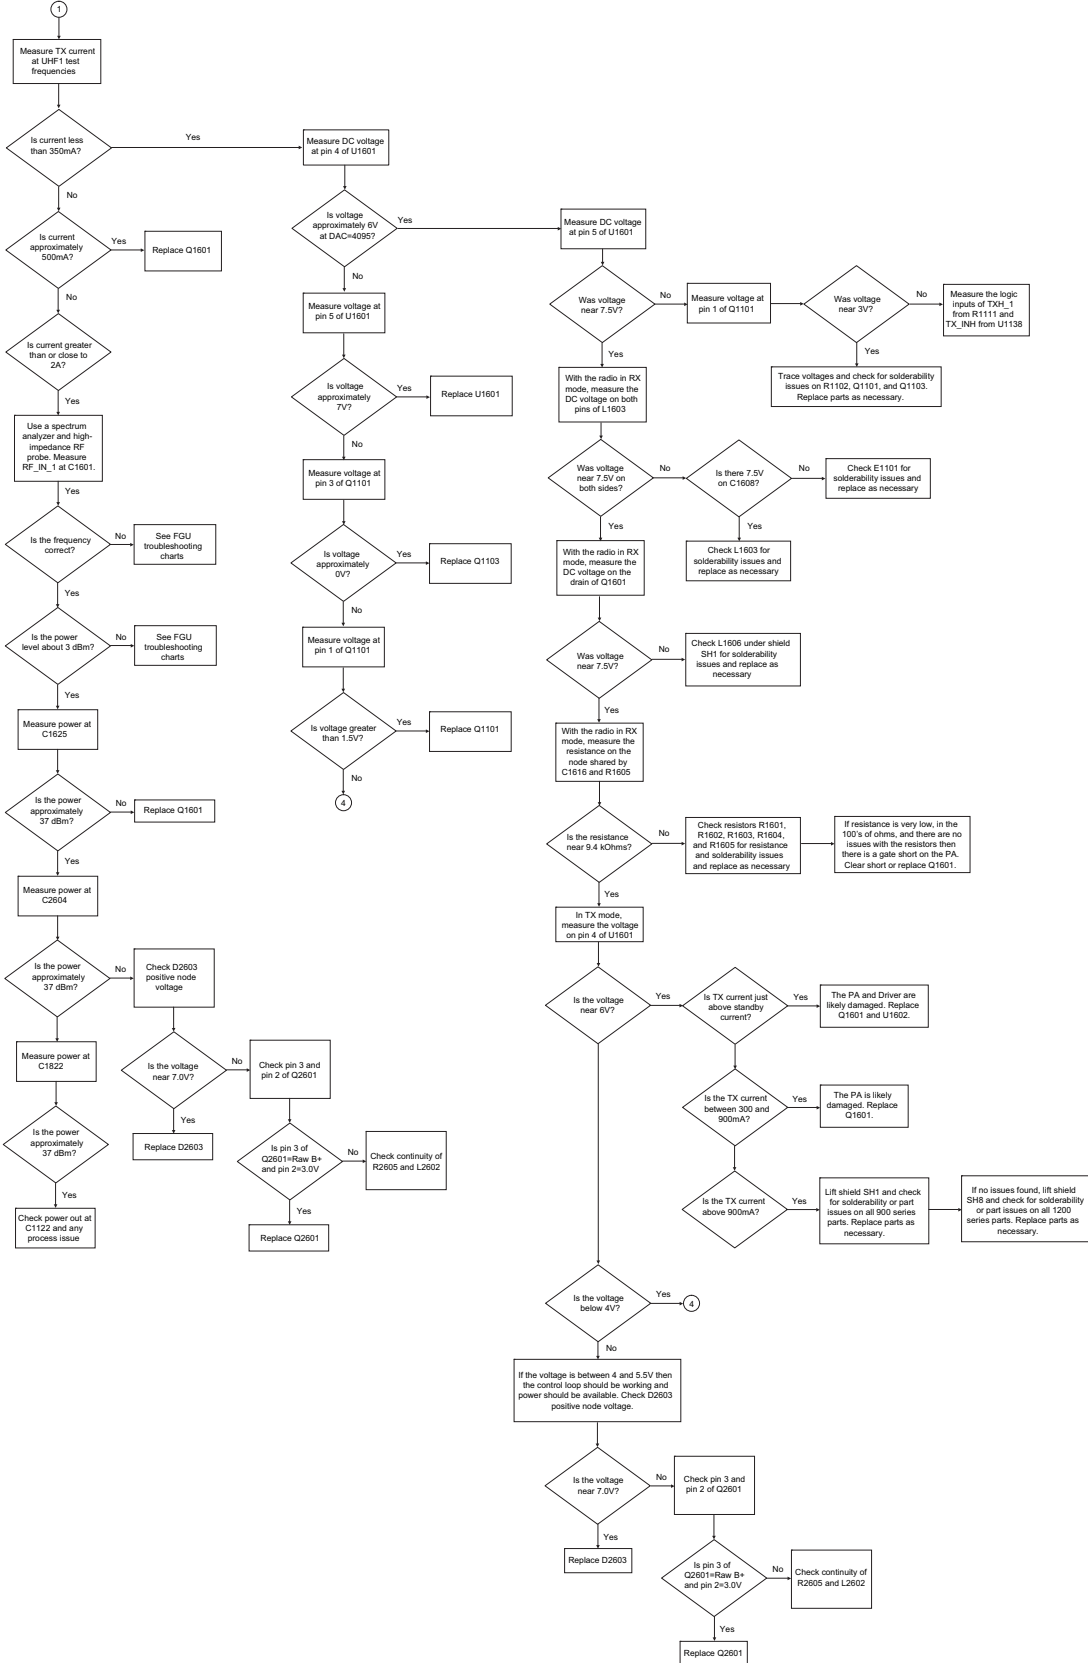 1
Measure TX current
at UHF1 test
frequencies
Is current less
than 350mA?
Yes
No
Is current
approximately
500mA?
Yes
Replace Q1601
No
Is current greater
than or close to
2A?
Yes
Use a spectrum
analyzer and high-
impedance RF
probe. Measure
RF_IN_1 at C1601.
Yes
Is the frequency
correct?
No
See FGU
troubleshooting
charts
Yes
Is the power
level about 3 dBm?
No
See FGU
troubleshooting
charts
Yes
Measure power at
C1625
Is the power
approximately
37 dBm?
No
Replace Q1601
Yes
Measure power at
C2604
Is the power
approximately
37 dBm?
No
Check D2603
positive node
voltage
Yes
Measure power at
C1822
Is the power
approximately
37 dBm?
Yes
Check power out at
C1122 and any
process issue
Is the voltage
near 7.0V?
No
Check pin 3 and
pin 2 of Q2601
Yes
Replace D2603
Is pin 3 of
Q2601=Raw B+
and pin 2=3.0V
No
Check continuity of
R2605 and L2602
Yes
Replace Q2601
Measure DC voltage
at pin 4 of U1601
Is voltage
approximately 6V
at DAC=4095?
Yes
No
Measure voltage at
pin 5 of U1601
Is voltage
approximately
7V?
Yes
Replace U1601
No
Measure voltage at
pin 3 of Q1101
Is voltage
approximately
0V?
Yes
Replace Q1103
No
Measure voltage at
pin 1 of Q1101
Is voltage greater
than 1.5V?
Yes
Replace Q1101
No
4
Measure DC voltage
at pin 5 of U1601
Was voltage
near 7.5V?
No
Measure voltage at
pin 1 of Q1101
Was voltage
near 3V?
No
Measure the logic
inputs of TXH_1
from R1111 and
TX_INH from U1138
Yes
Trace voltages and check for solderability
issues on R1102, Q1101, and Q1103.
Replace parts as necessary.
Yes
With the radio in RX
mode, measure the
DC voltage on both
pins of L1603
Was voltage
near 7.5V on
both sides?
No
Is there 7.5V
on C1608?
No
Check E1101 for
solderability issues and
replace as necessary
Yes
Check L1603 for
solderability issues and
replace as necessary
Yes
With the radio in RX
mode, measure the
DC voltage on the
drain of Q1601
Was voltage
near 7.5V?
No
Check L1606 under shield
SH1 for solderability
issues and replace as
necessary
Yes
With the radio in RX
mode, measure the
resistance on the
node shared by
C1616 and R1605
Is the resistance
near 9.4 kOhms?
No
Check resistors R1601,
R1602, R1603, R1604,
and R1605 for resistance
and solderability issues
and replace as necessary
If resistance is very low, in the
100's of ohms, and there are no
issues with the resistors then
there is a gate short on the PA.
Clear short or replace Q1601.
Yes
In TX mode,
measure the voltage
on pin 4 of U1601
Is the voltage
near 6V?
Yes
Is TX current just
above standby
current?
Yes
The PA and Driver are
likely damaged. Replace
Q1601 and U1602.
Is the TX current
between 300 and
900mA?
Yes
The PA is likely
damaged. Replace
Q1601.
Is the TX current
above 900mA?
Yes
Lift shield SH1 and check
for solderability or part
issues on all 900 series
parts. Replace parts as
necessary.
If no issues found, lift shield
SH8 and check for solderability
or part issues on all 1200
series parts. Replace parts as
necessary.
Is the voltage
below 4V?
Yes
4
No
If the voltage is between 4 and 5.5V then
the control loop should be working and
power should be available. Check D2603
positive node voltage.
Is the voltage
near 7.0V?
No
Check pin 3 and
pin 2 of Q2601
Yes
Replace D2603
Is pin 3 of
Q2601=Raw B+
and pin 2=3.0V
No
Check continuity of
R2605 and L2602
Yes
Replace Q2601